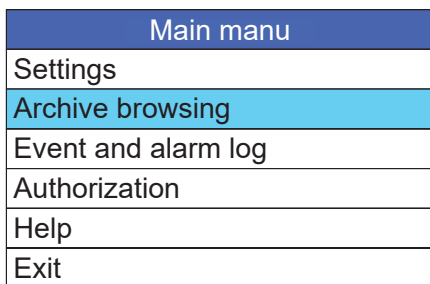 Main manu
Settings
Archive browsing
Event and alarm log
Authorization
Help
Exit